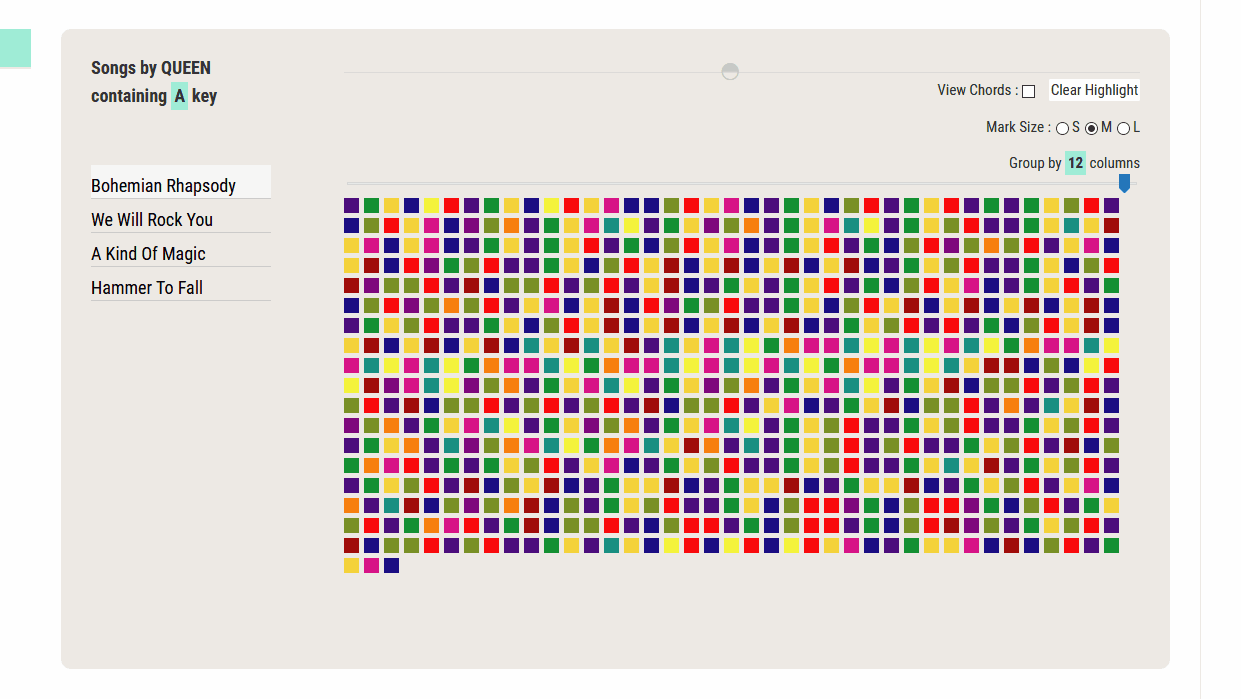 Songs by QUEEN
containing A key
View Chords : Clear Highlight
Mark Size : S M L
Group by 12 columns
Bohemian Rhapsody
We Will Rock You
A Kind Of Magic
Hammer To Fall